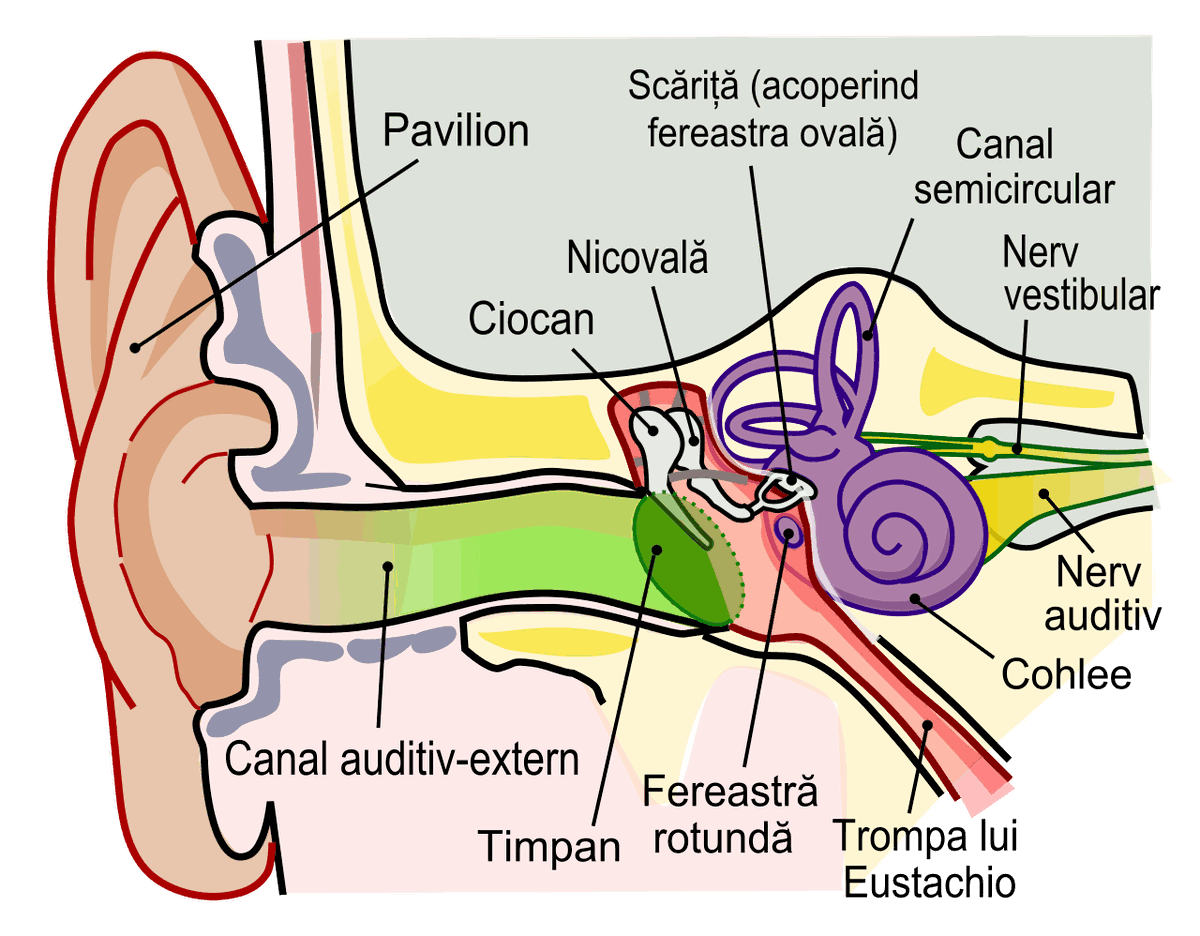 Scăriță (acoperind
fereastra ovală)
Pavilion
Canal
semicircular
Nerv
vestibular
Nicovală
Ciocan
Nerv
auditiv
Cohlee
Canal auditiv-extern
Fereastră
rotundă
Timpan
Trompa lui
Eustachio